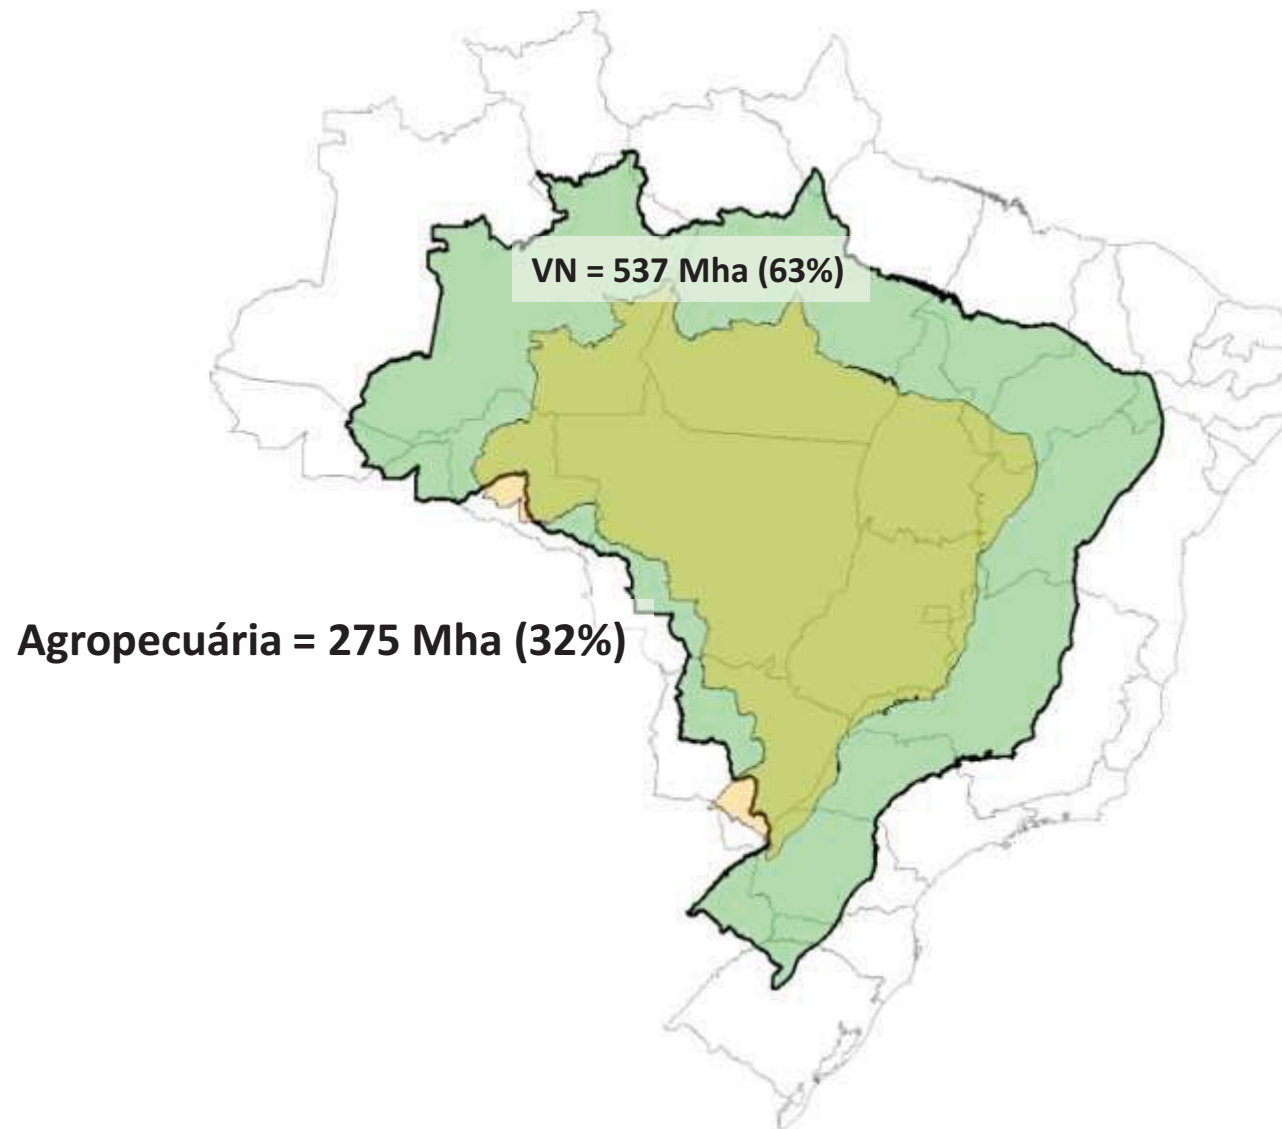 VN = 537 Mha (63%)
Agropecuária = 275 Mha (32%)